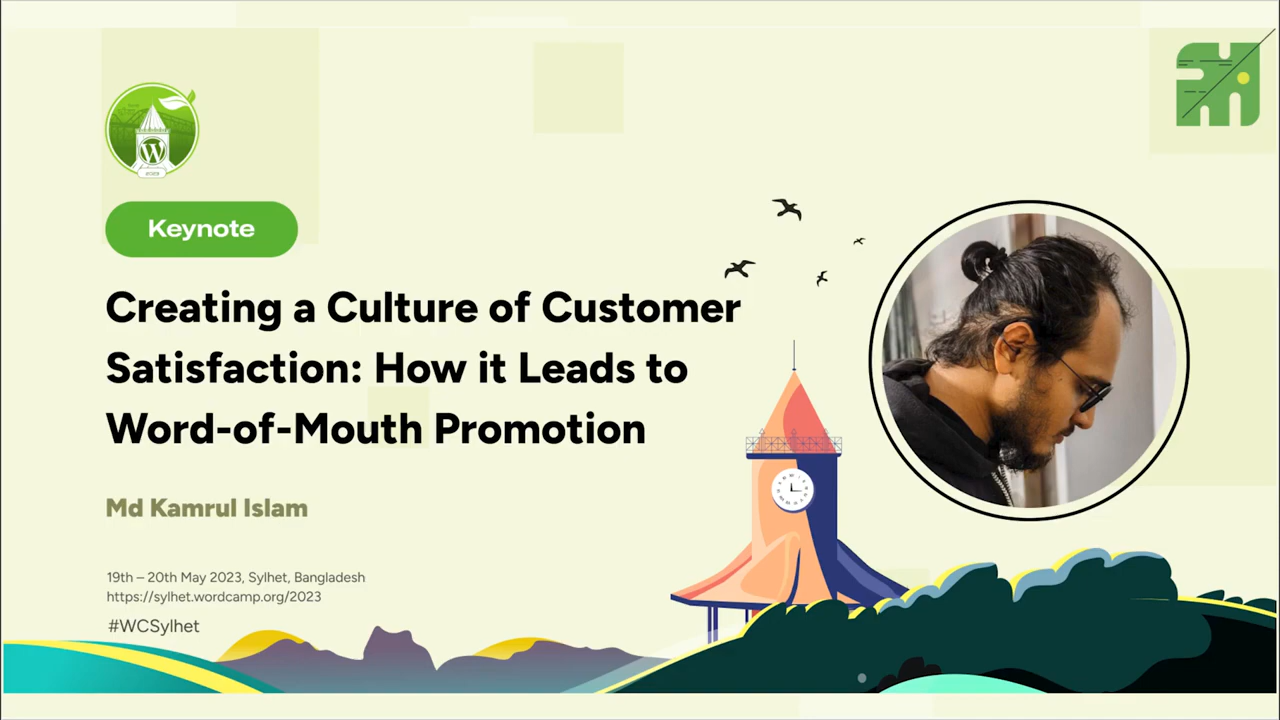 Keynote
Creating a Culture of Customer
Satisfaction: How it Leads to
Word-of-Mouth Promotion
Md Kamrul Islam
19th – 20th May 2023, Sylhet, Bangladesh
https://sylhet.wordcamp.org/2023
#WCSylhet